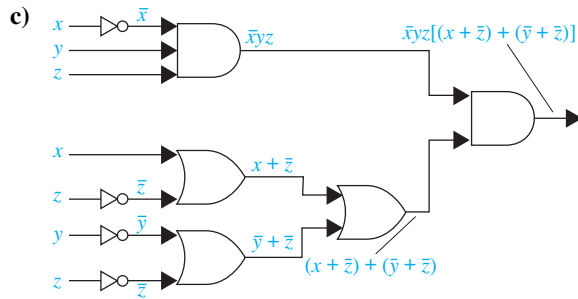 c)
x x̄
y
z
x̄yz
x̄yz[(x + z̄) + (ȳ + z̄)]
x
z z̄
x + z̄
y ȳ
z z̄
ȳ + z̄
(x + z̄) + (ȳ + z̄)